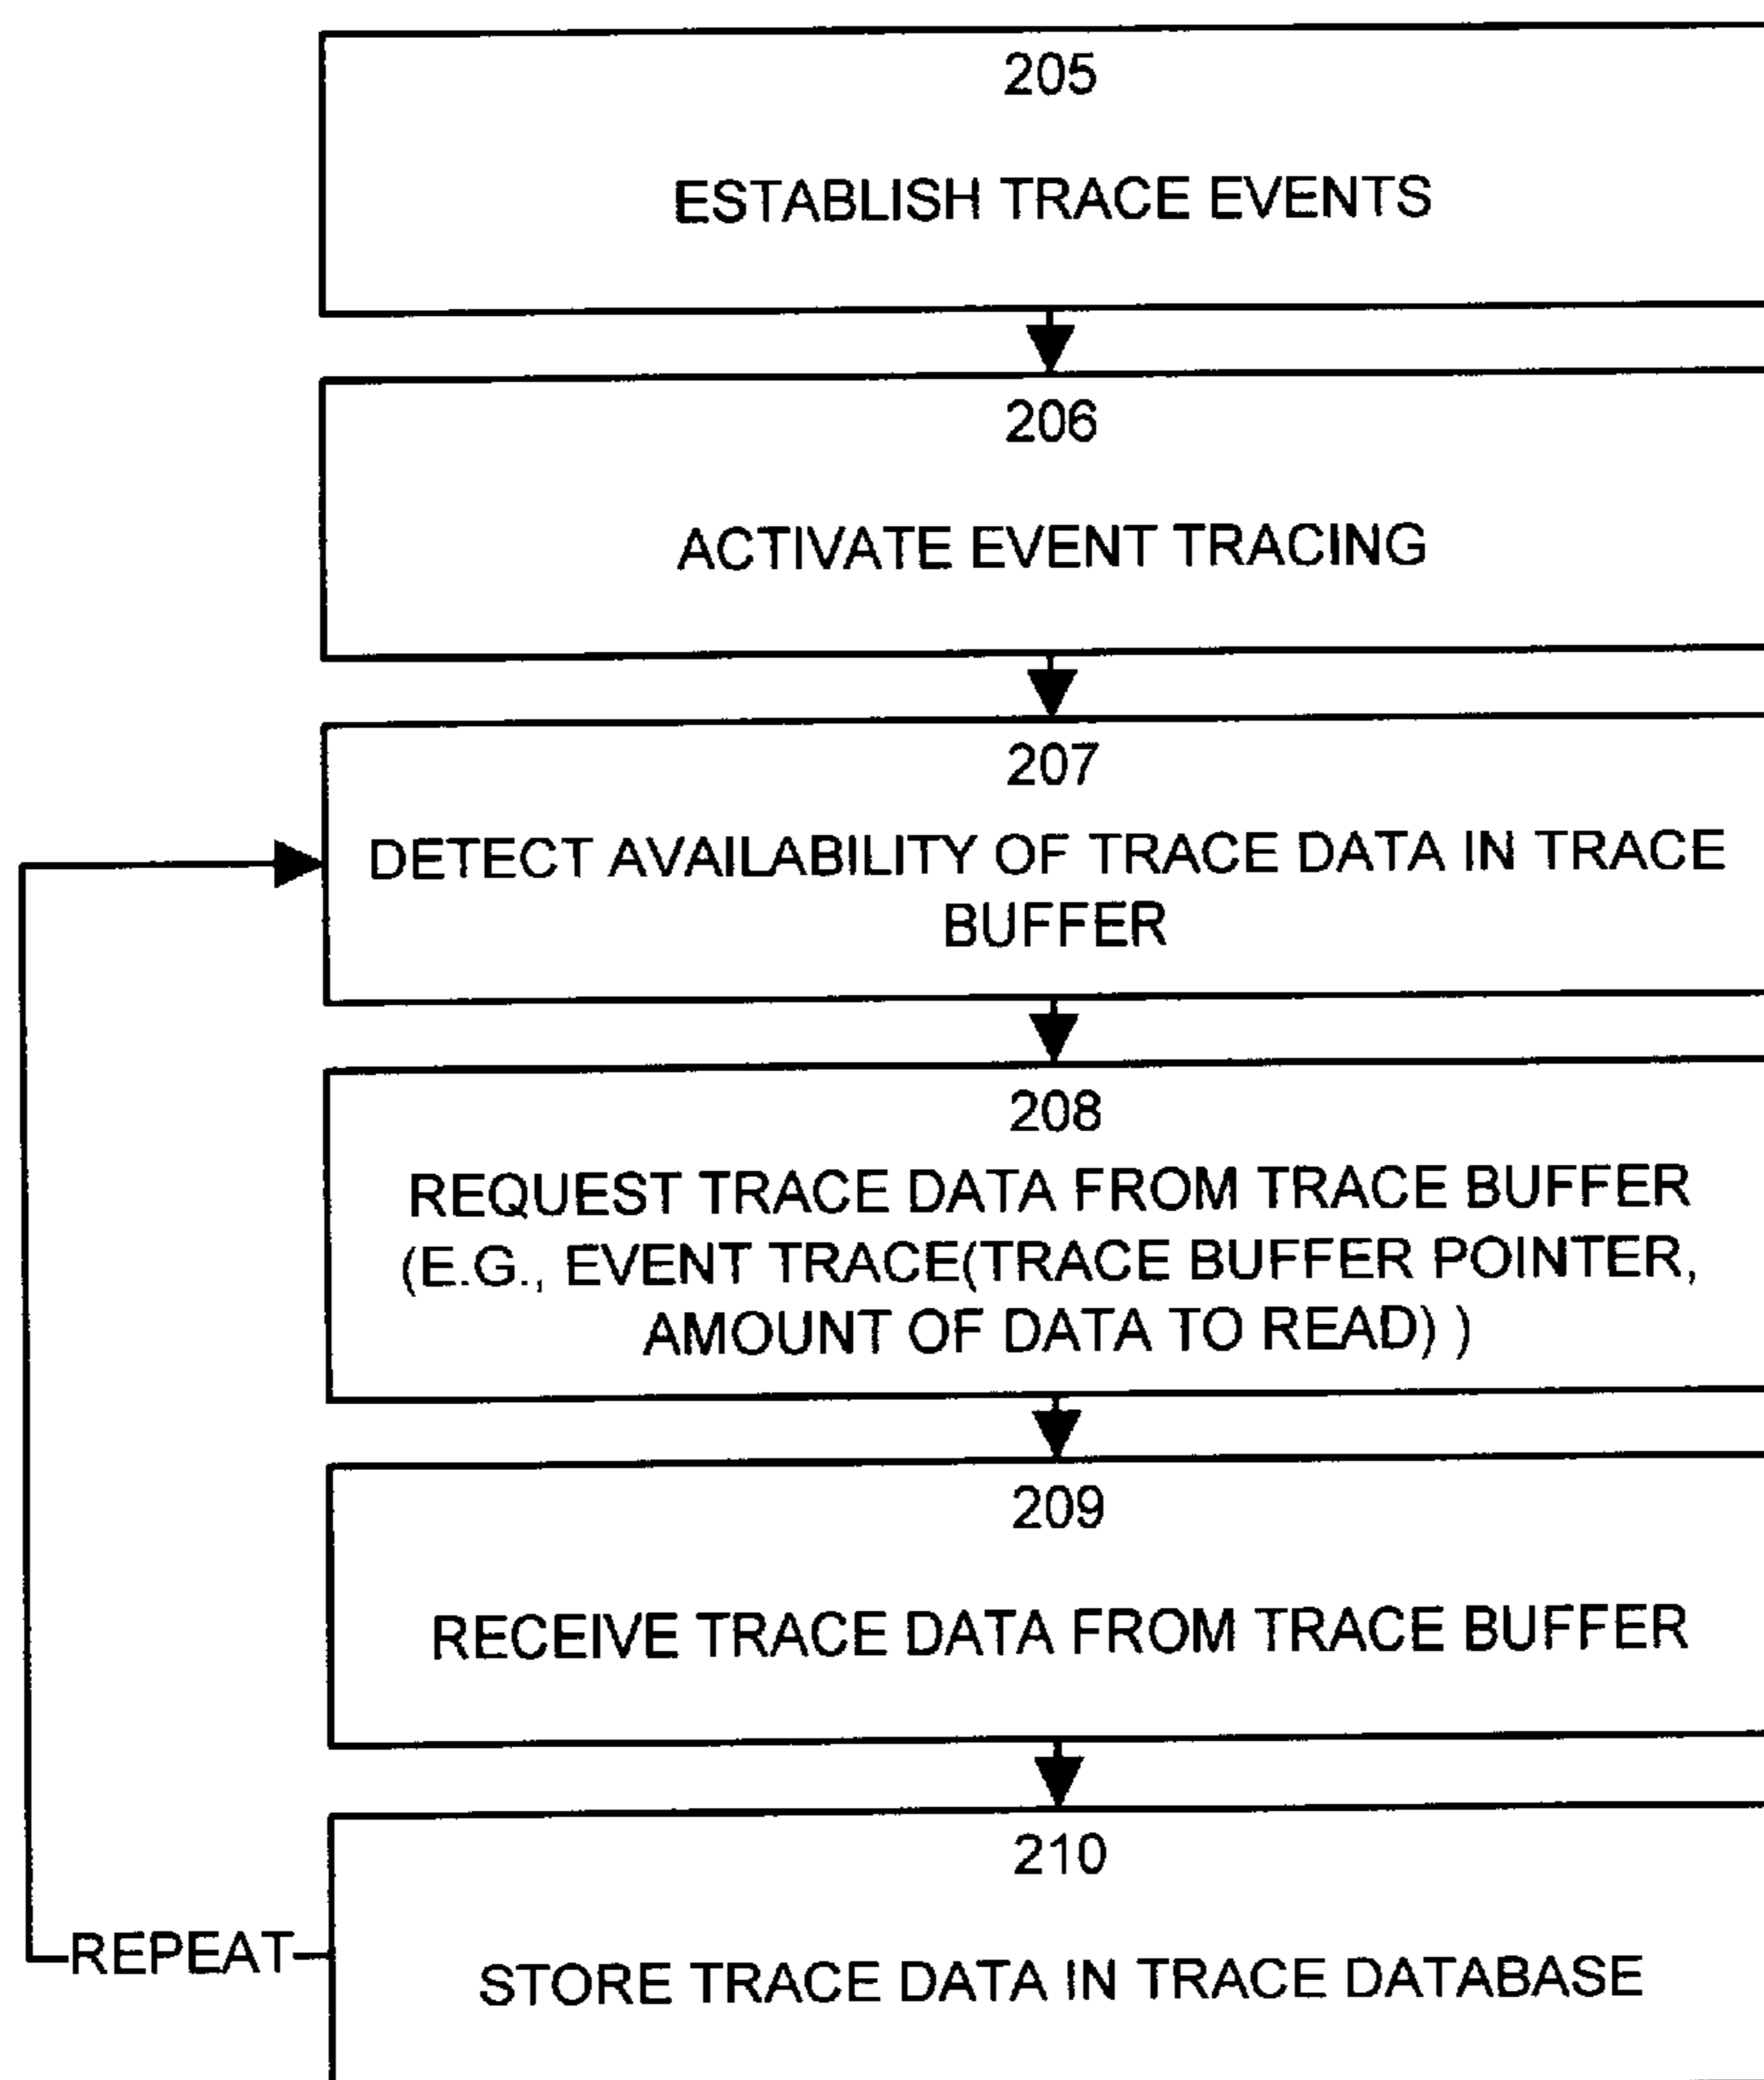 205
ESTABLISH TRACE EVENTS
206
ACTIVATE EVENT TRACING
207
DETECT AVAILABILITY OF TRACE DATA IN TRACE
BUFFER
208
REQUEST TRACE DATA FROM TRACE BUFFER
(E.G., EVENT TRACE(TRACE BUFFER POINTER,
AMOUNT OF DATA TO READ) )
209
RECEIVE TRACE DATA FROM TRACE BUFFER
210
REPEAT
STORE TRACE DATA IN TRACE DATABASE